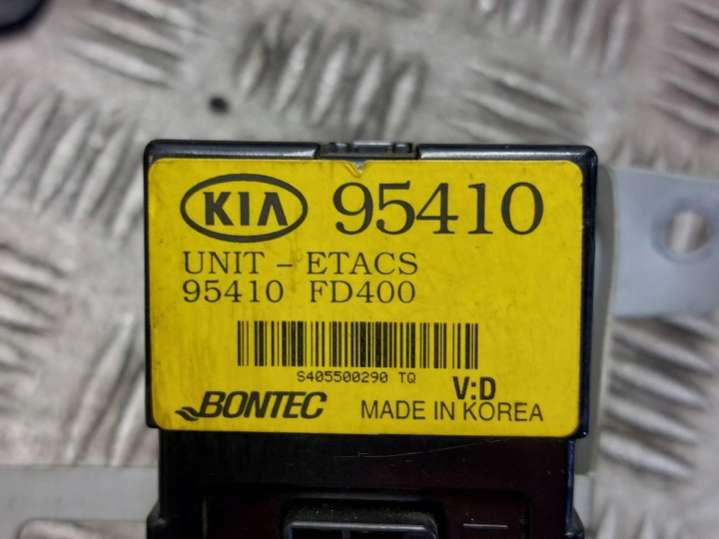 KIA 95410
UNIT - ETACS
95410 FD400
S405500290 TQ
V:D
BONTEC MADE IN KOREA